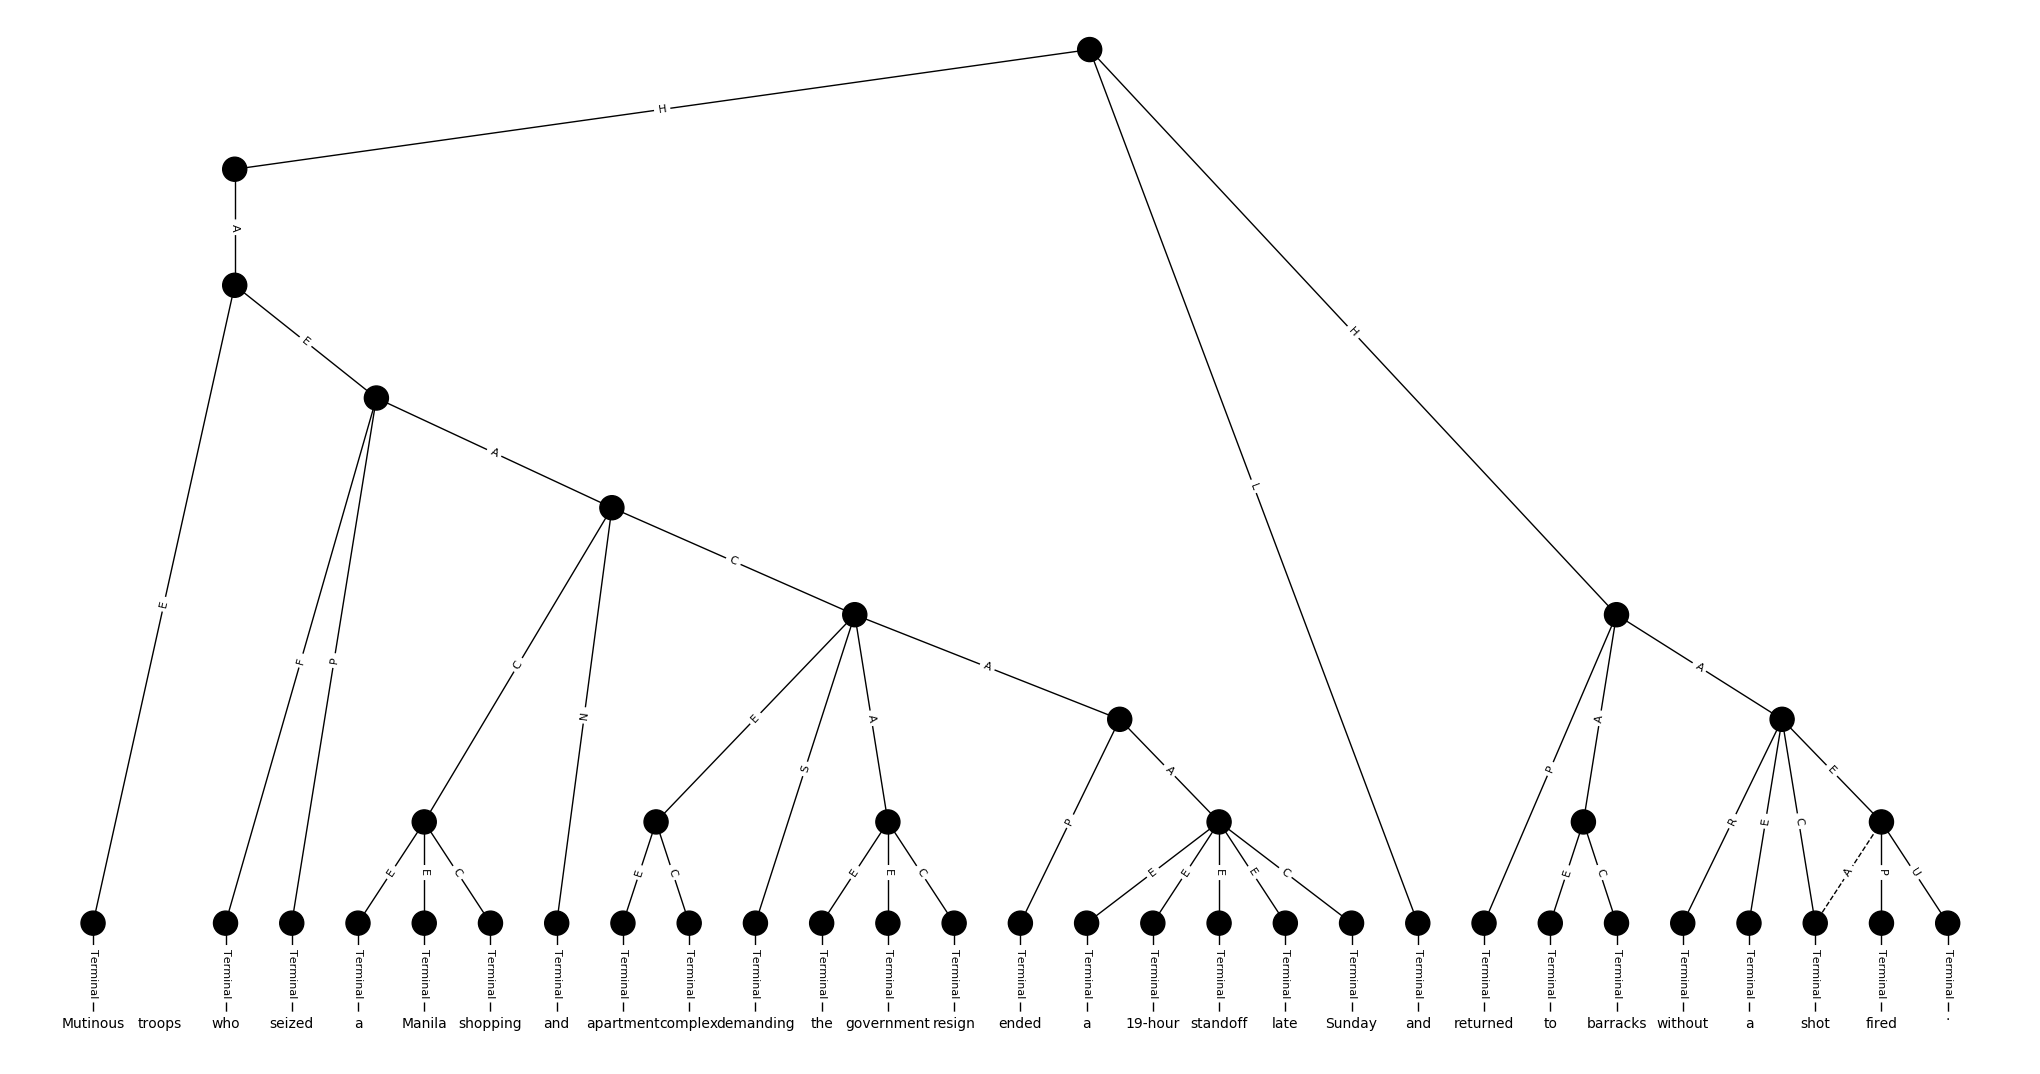 H
A
H
E
A
L
C
E
F
P
C
N
E
S
A
A
A
A
P
P
A
A
E
R
E
C
E
E
C
E
C
E
E
C
E
E
E
E
C
E
C
A
P
U
Terminal Terminal Terminal Terminal Terminal Terminal Terminal Terminal Terminal Terminal Terminal Terminal Terminal Terminal Terminal Terminal Terminal Terminal Terminal Terminal Terminal Terminal Terminal Terminal Terminal Terminal Terminal Terminal
Mutinous troops who seized a Manila shopping and apartment complex demanding the government resign ended a 19-hour standoff late Sunday and returned to barracks without a shot fired .